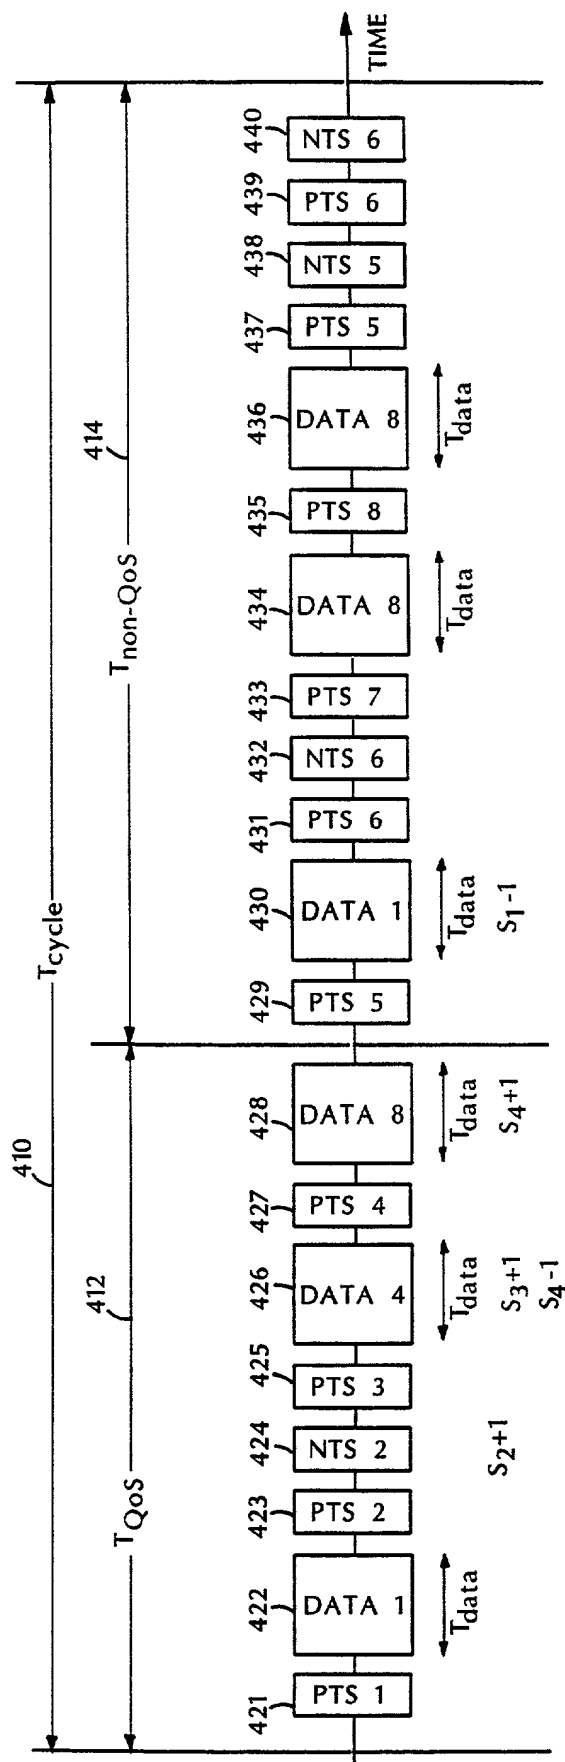 410
T_cycle
412
T_QoS
414
T_non-QoS
421
422
423
424
425
426
427
428
429
430
431
432
433
434
435
436
437
438
439
440
PTS 1
DATA 1
PTS 2
NTS 2
PTS 3
DATA 4
PTS 4
DATA 8
PTS 5
DATA 1
PTS 6
NTS 6
PTS 7
DATA 8
PTS 8
DATA 8
PTS 5
NTS 5
PTS 6
NTS 6
TIME
T_data
T_data
T_data
T_data
T_data
T_data
S_2+1
S_3+1
S_4+1
S_1-1
S_4-1